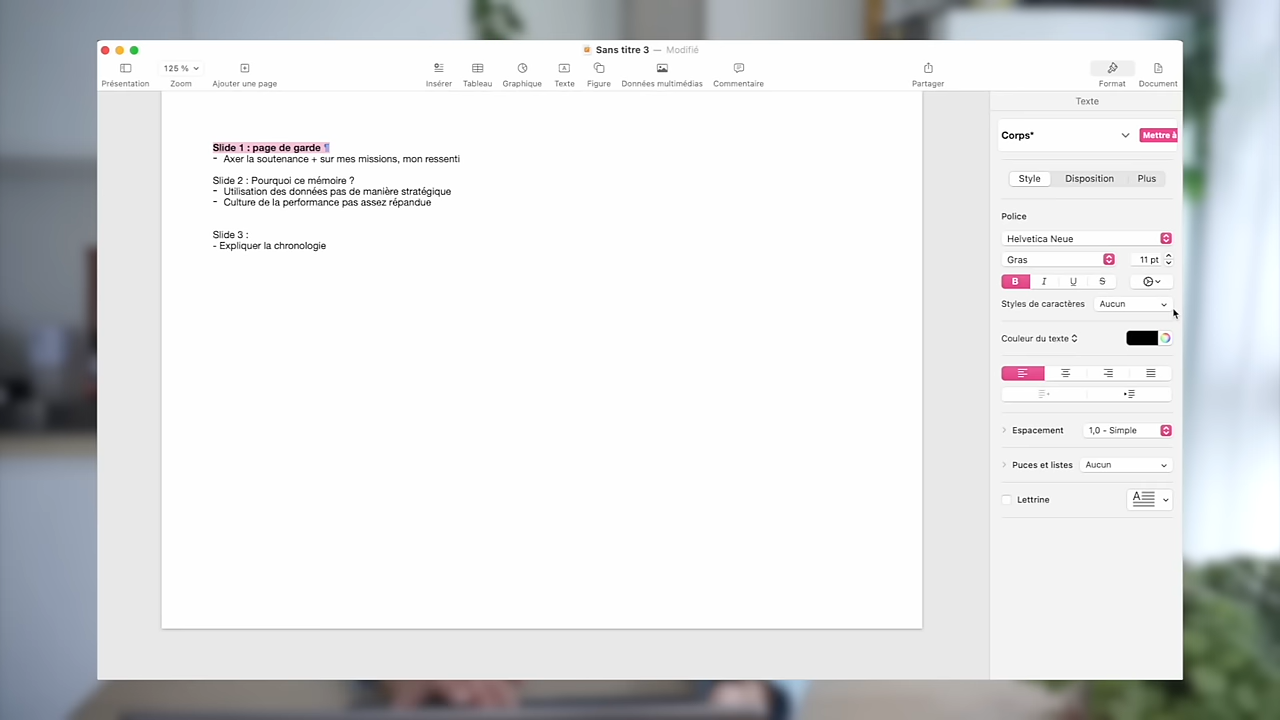 Sans titre 3 — Modifié
125 %
Présentation Zoom Ajouter une page Insérer Tableau Graphique Texte Figure Données multimédias Commentaire Partager Format Document
Texte
Corps* Mettre à
Style Disposition Plus
Police
Helvetica Neue
Gras 11 pt
B I U S
Styles de caractères Aucun
Couleur du texte
Espacement 1,0 - Simple
Puces et listes Aucun
Lettrine A
Slide 1 : page de garde ¶
- Axer la soutenance + sur mes missions, mon ressenti
Slide 2 : Pourquoi ce mémoire ?
- Utilisation des données pas de manière stratégique
- Culture de la performance pas assez répandue
Slide 3 :
- Expliquer la chronologie